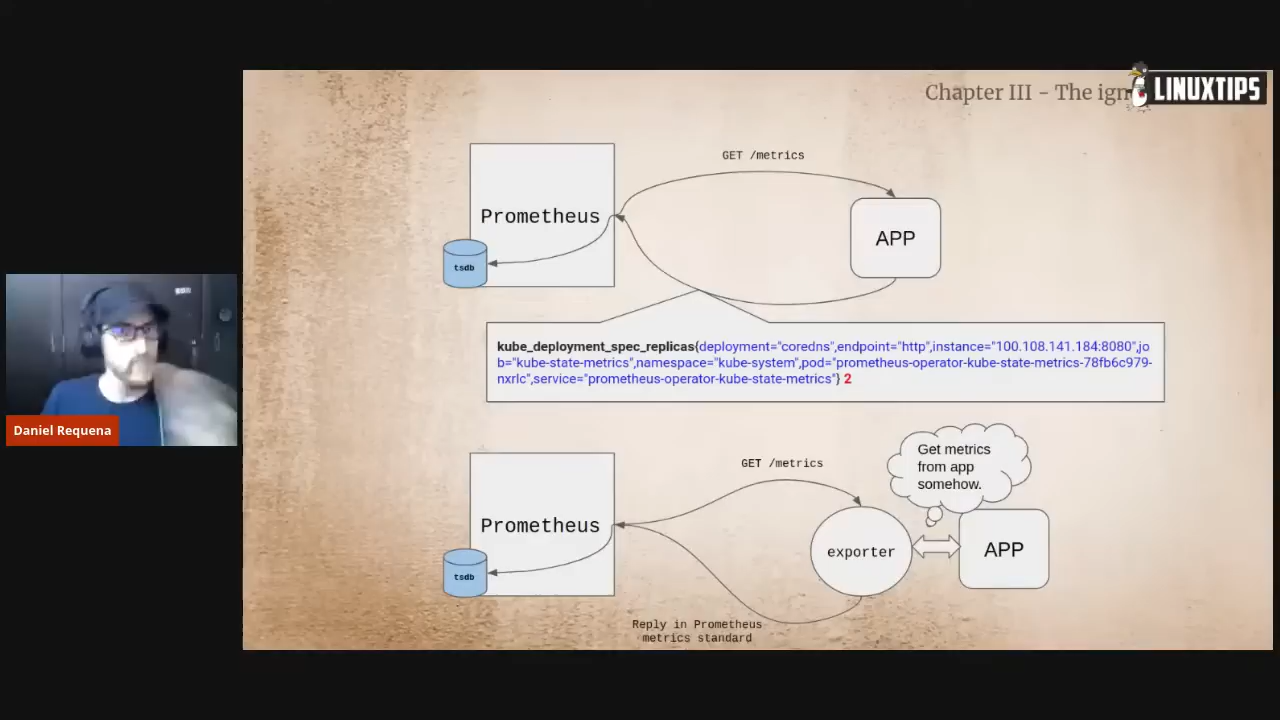 Chapter III - The ign
LINUXTIPS
GET /metrics
Prometheus
APP
tsdb
kube_deployment_spec_replicas{deployment="coredns",endpoint="http",instance="100.108.141.184:8080",jo
b="kube-state-metrics",namespace="kube-system",pod="prometheus-operator-kube-state-metrics-78fb6c979-
nxrlc",service="prometheus-operator-kube-state-metrics"} 2
Daniel Requena
Get metrics
from app
somehow.
GET /metrics
Prometheus
exporter
APP
tsdb
Reply in Prometheus
metrics standard